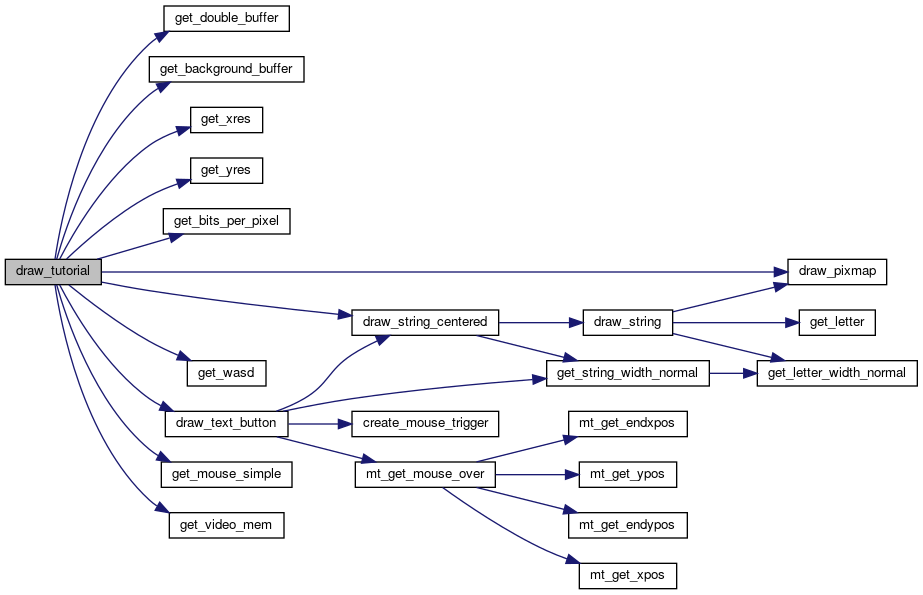 get_double_buffer
get_background_buffer
get_xres
get_yres
get_bits_per_pixel
draw_tutorial
draw_pixmap
draw_string_centered
draw_string
get_letter
get_wasd
get_string_width_normal
get_letter_width_normal
draw_text_button
create_mouse_trigger
mt_get_endxpos
get_mouse_simple
mt_get_mouse_over
mt_get_ypos
get_video_mem
mt_get_endypos
mt_get_xpos